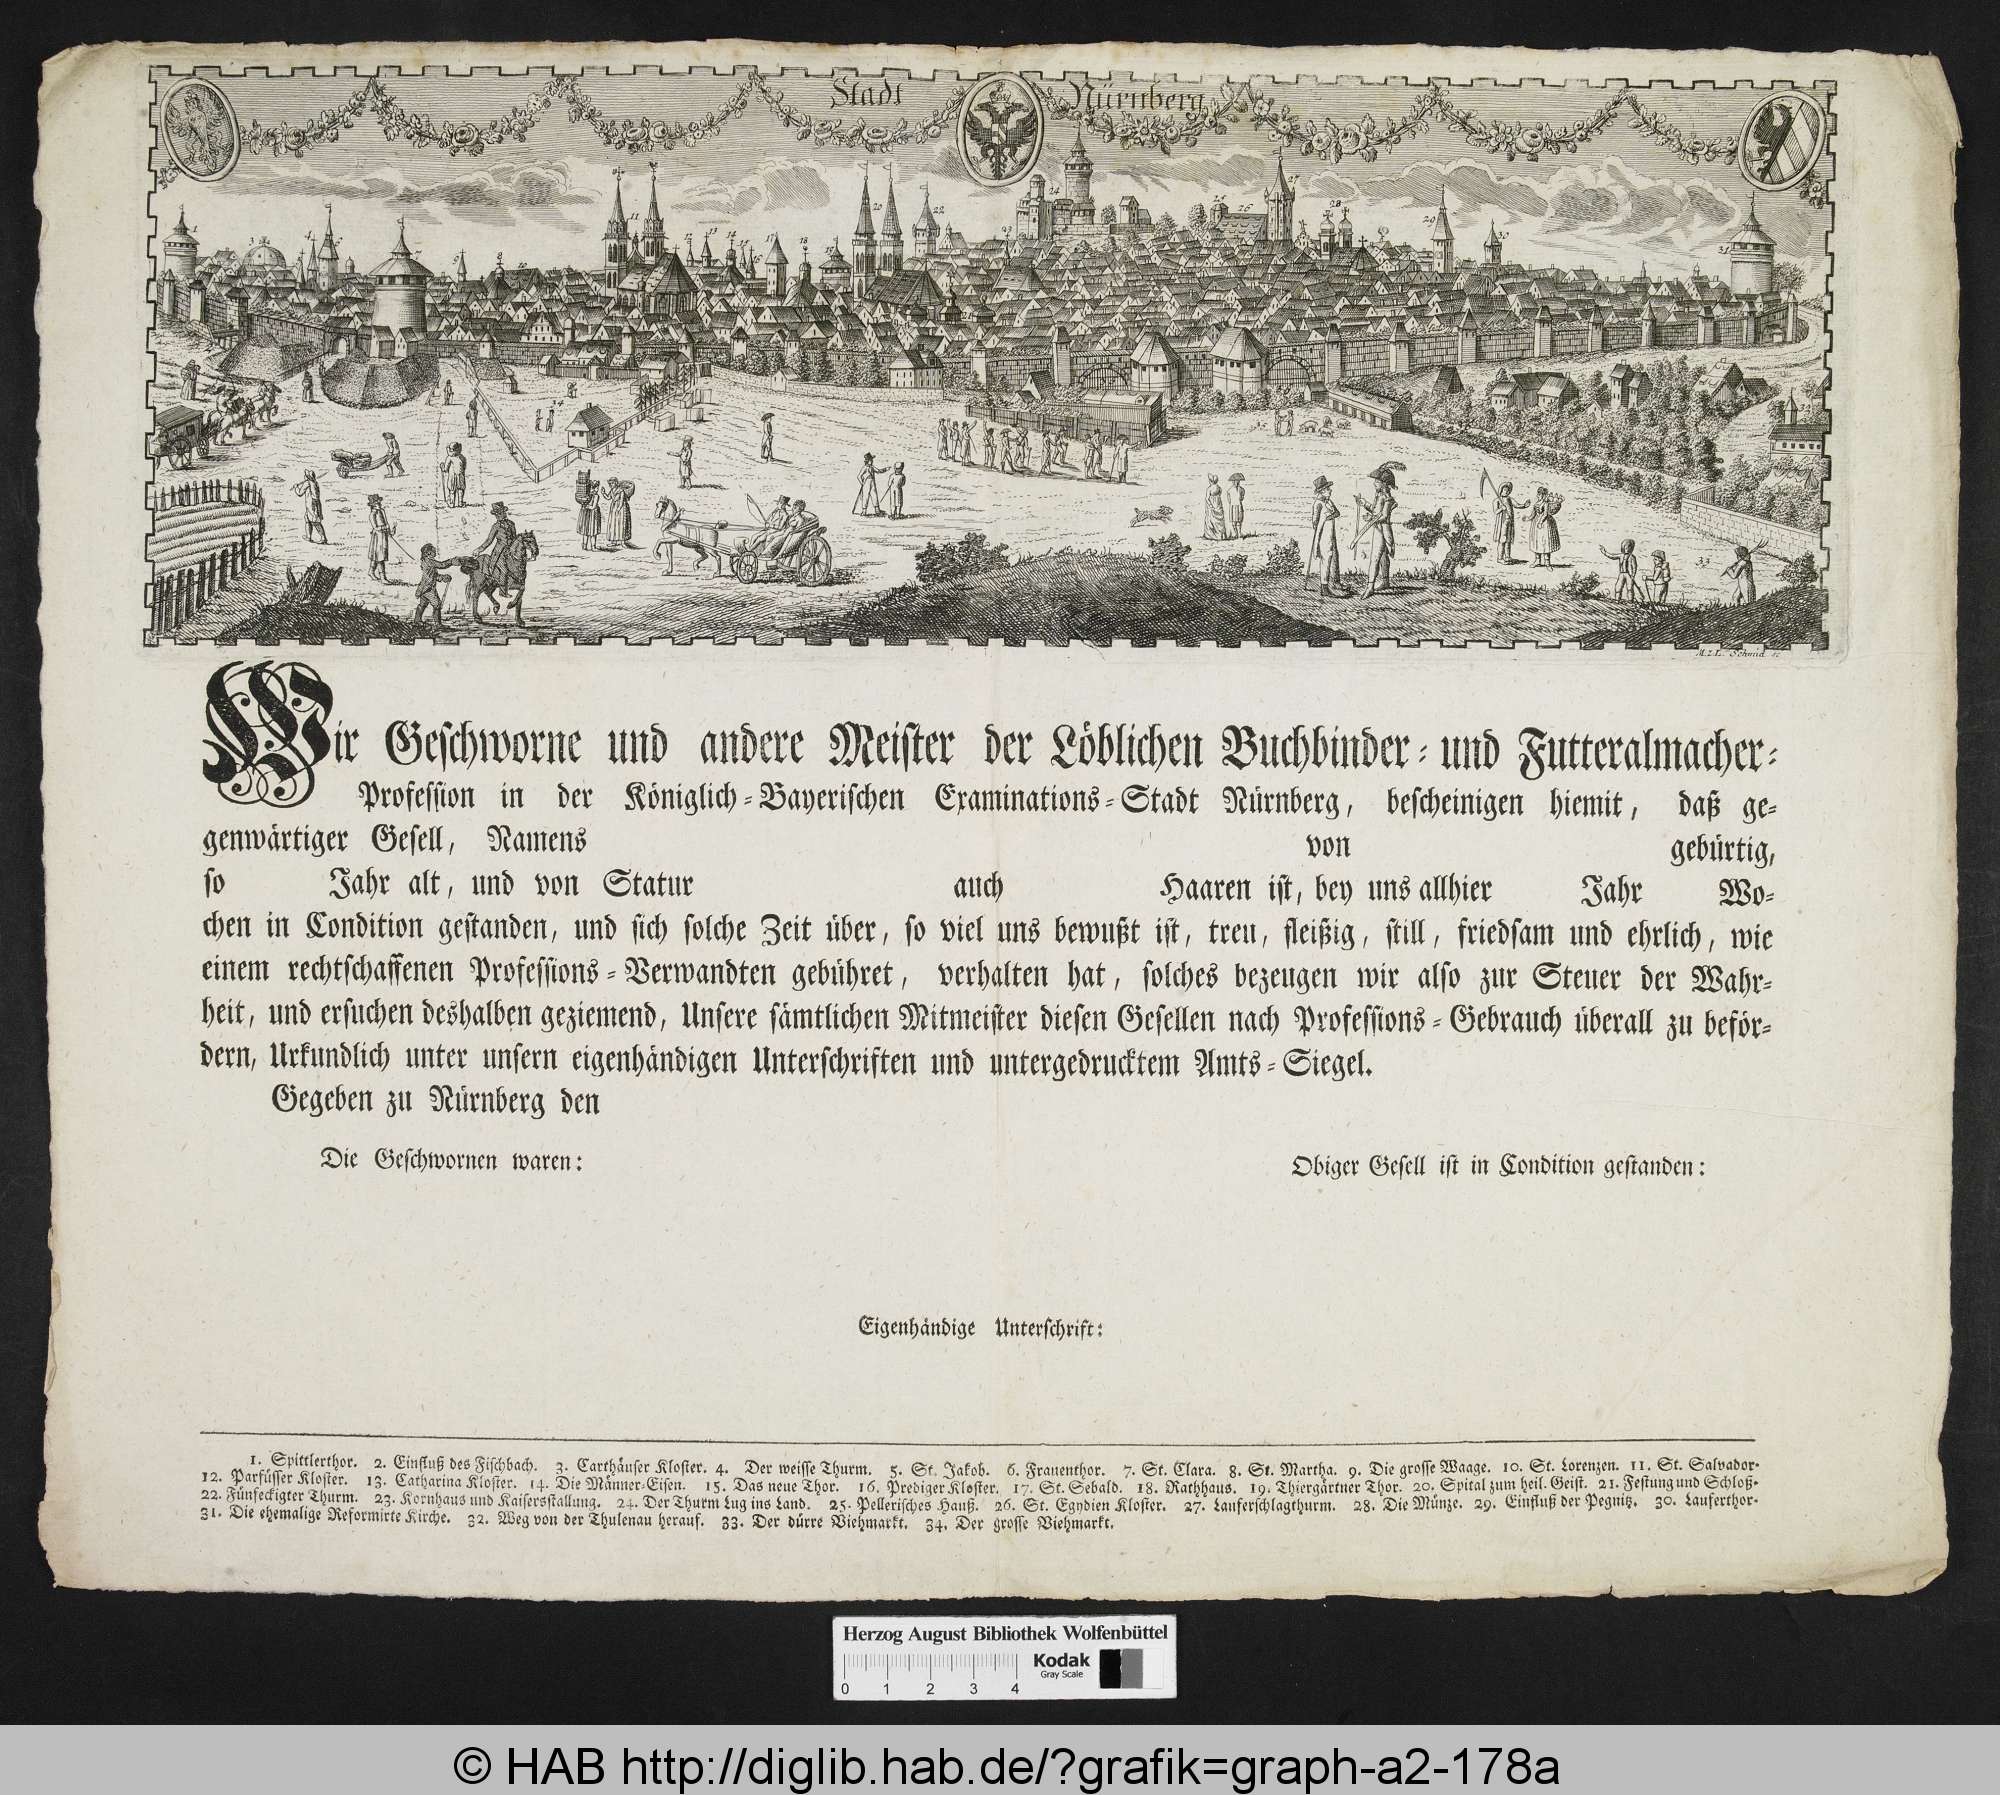 Stadt Nürnberg
M. z. L. Schmid sc
Wir Geschworne und andere Meister der Löblichen Buchbinder- und Futteralmacher-
Profession in der Königlich-Bayerischen Examinations-Stadt Nürnberg, bescheinigen hiemit, daß ge-
genwärtiger Gesell, Namens von gebürtig,
so Jahr alt, und von Statur auch Haaren ist, bey uns allhier Jahr Wo-
chen in Condition gestanden, und sich solche Zeit über, so viel uns bewußt ist, treu, fleißig, still, friedsam und ehrlich, wie
einem rechtschaffenen Professions-Verwandten gebühret, verhalten hat, solches bezeugen wir also zur Steuer der Wahr-
heit, und ersuchen deshalben geziemend, Unsere sämtlichen Mitmeister diesen Gesellen nach Professions-Gebrauch überall zu beför-
dern, Urkundlich unter unsern eigenhändigen Unterschriften und untergedrucktem Amts-Siegel.
Gegeben zu Nürnberg den
Die Geschwornen waren:
Obiger Gesell ist in Condition gestanden:
Eigenhändige Unterschrift:
1. Spittlerthor. 2. Einfluß des Fischbach. 3. Carthäuser Kloster. 4. Der weisse Thurm. 5. St. Jakob. 6. Frauenthor. 7. St. Clara. 8. St. Martha. 9. Die grosse Waage. 10. St. Lorenzen. 11. St. Salvador-
12. Parfüsser Kloster. 13. Catharina Kloster. 14. Die Männer-Eisen. 15. Das neue Thor. 16. Prediger Kloster. 17. St. Sebald. 18. Rathhaus. 19. Thiergärtner Thor. 20. Spital zum heil. Geist. 21. Festung und Schloß-
22. Fünfeckigter Thurm. 23. Kornhaus und Kaisersstallung. 24. Der Thurm Lug ins Land. 25. Pellerisches Hauß. 26. St. Egydien Kloster. 27. Lauferschlagthurm. 28. Die Münze. 29. Einfluß der Pegnitz. 30. Lauferthor-
31. Die ehemalige Reformirte Kirche. 32. Weg von der Thulenau herauf. 33. Der dürre Viehmarkt. 34. Der grosse Viehmarkt.
Herzog August Bibliothek Wolfenbüttel
Kodak
Gray Scale
0 1 2 3 4
© HAB http://diglib.hab.de/?grafik=graph-a2-178a